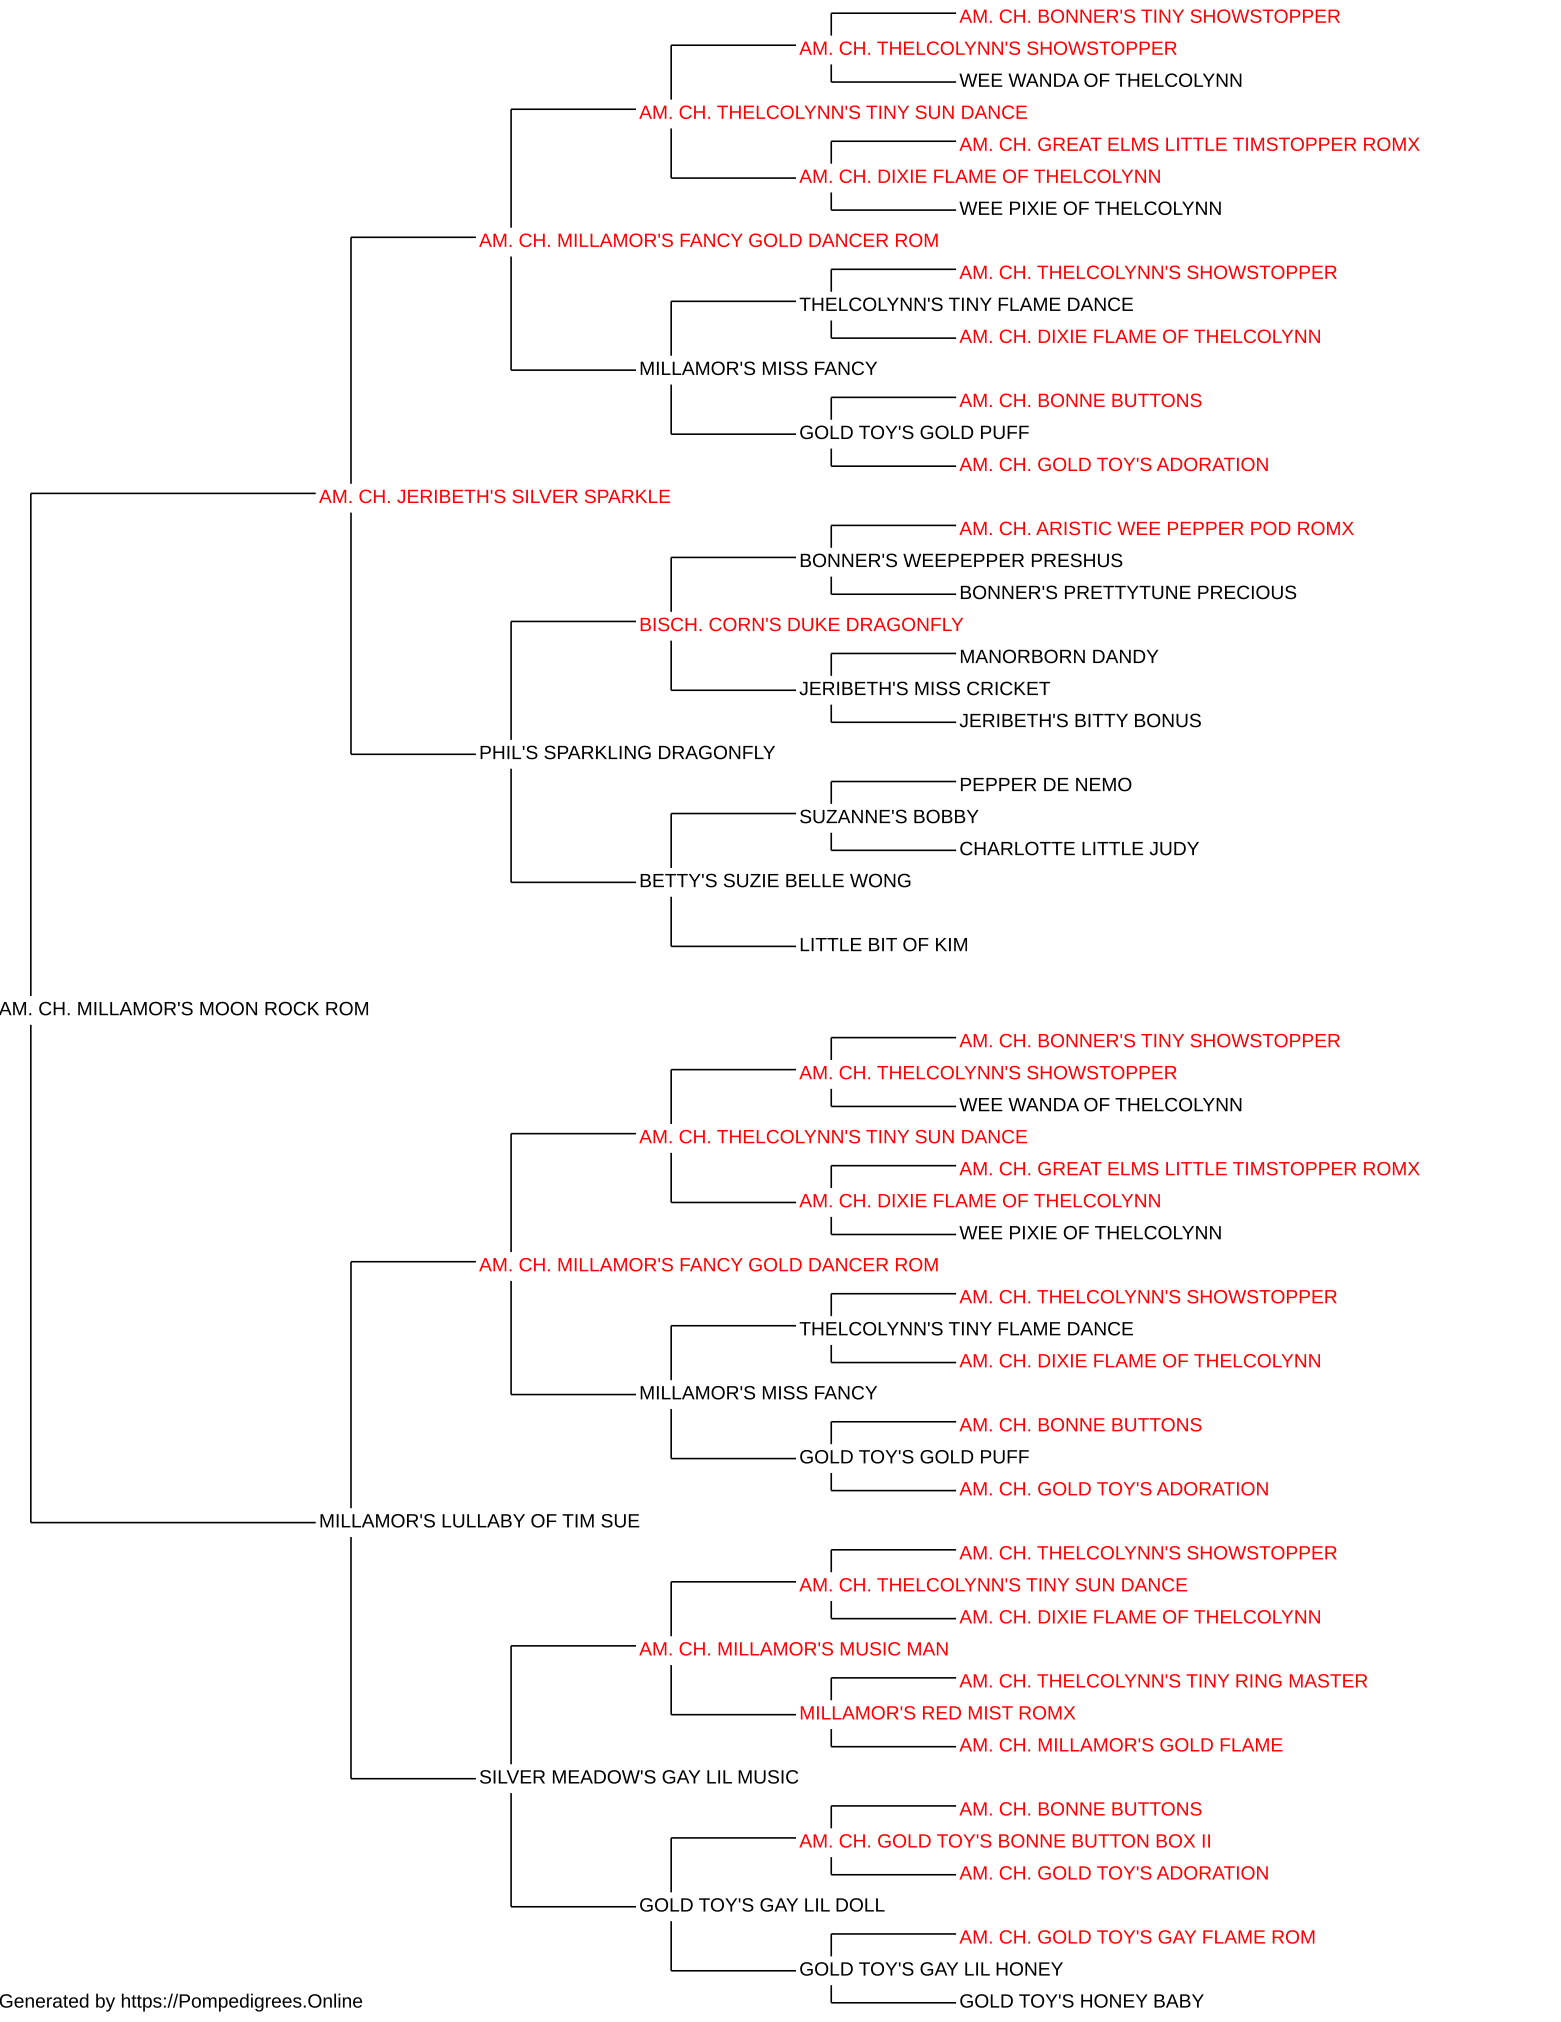 AM. CH. BONNER'S TINY SHOWSTOPPER
AM. CH. THELCOLYNN'S SHOWSTOPPER
WEE WANDA OF THELCOLYNN
AM. CH. THELCOLYNN'S TINY SUN DANCE
AM. CH. GREAT ELMS LITTLE TIMSTOPPER ROMX
AM. CH. DIXIE FLAME OF THELCOLYNN
WEE PIXIE OF THELCOLYNN
AM. CH. MILLAMOR'S FANCY GOLD DANCER ROM
AM. CH. THELCOLYNN'S SHOWSTOPPER
THELCOLYNN'S TINY FLAME DANCE
AM. CH. DIXIE FLAME OF THELCOLYNN
MILLAMOR'S MISS FANCY
AM. CH. BONNE BUTTONS
GOLD TOY'S GOLD PUFF
AM. CH. GOLD TOY'S ADORATION
AM. CH. JERIBETH'S SILVER SPARKLE
AM. CH. ARISTIC WEE PEPPER POD ROMX
BONNER'S WEEPEPPER PRESHUS
BONNER'S PRETTYTUNE PRECIOUS
BISCH. CORN'S DUKE DRAGONFLY
MANORBORN DANDY
JERIBETH'S MISS CRICKET
JERIBETH'S BITTY BONUS
PHIL'S SPARKLING DRAGONFLY
PEPPER DE NEMO
SUZANNE'S BOBBY
CHARLOTTE LITTLE JUDY
BETTY'S SUZIE BELLE WONG
LITTLE BIT OF KIM
AM. CH. MILLAMOR'S MOON ROCK ROM
AM. CH. BONNER'S TINY SHOWSTOPPER
AM. CH. THELCOLYNN'S SHOWSTOPPER
WEE WANDA OF THELCOLYNN
AM. CH. THELCOLYNN'S TINY SUN DANCE
AM. CH. GREAT ELMS LITTLE TIMSTOPPER ROMX
AM. CH. DIXIE FLAME OF THELCOLYNN
WEE PIXIE OF THELCOLYNN
AM. CH. MILLAMOR'S FANCY GOLD DANCER ROM
AM. CH. THELCOLYNN'S SHOWSTOPPER
THELCOLYNN'S TINY FLAME DANCE
AM. CH. DIXIE FLAME OF THELCOLYNN
MILLAMOR'S MISS FANCY
AM. CH. BONNE BUTTONS
GOLD TOY'S GOLD PUFF
AM. CH. GOLD TOY'S ADORATION
MILLAMOR'S LULLABY OF TIM SUE
AM. CH. THELCOLYNN'S SHOWSTOPPER
AM. CH. THELCOLYNN'S TINY SUN DANCE
AM. CH. DIXIE FLAME OF THELCOLYNN
AM. CH. MILLAMOR'S MUSIC MAN
AM. CH. THELCOLYNN'S TINY RING MASTER
MILLAMOR'S RED MIST ROMX
AM. CH. MILLAMOR'S GOLD FLAME
SILVER MEADOW'S GAY LIL MUSIC
AM. CH. BONNE BUTTONS
AM. CH. GOLD TOY'S BONNE BUTTON BOX II
AM. CH. GOLD TOY'S ADORATION
GOLD TOY'S GAY LIL DOLL
AM. CH. GOLD TOY'S GAY FLAME ROM
GOLD TOY'S GAY LIL HONEY
GOLD TOY'S HONEY BABY
Generated by https://Pompedigrees.Online